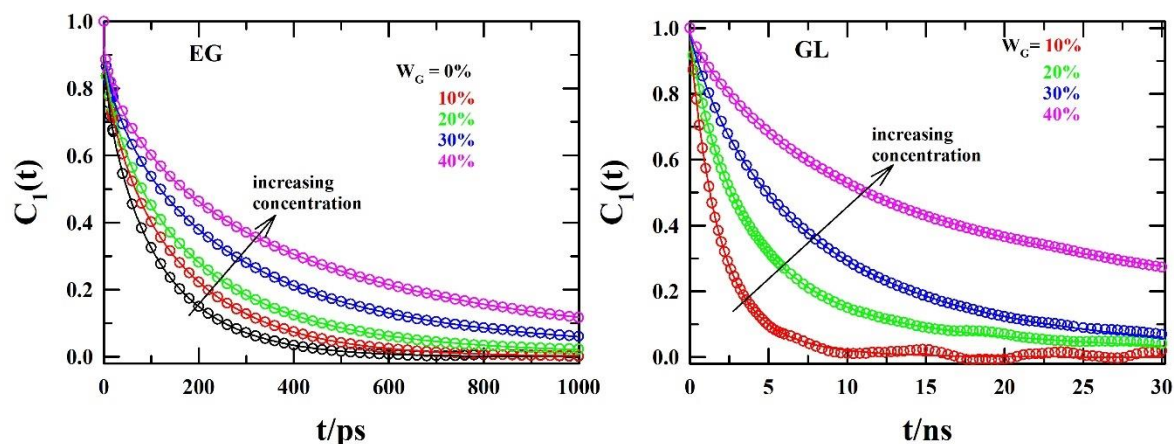 EG
W_G = 0%
10%
20%
30%
40%
increasing
concentration
C_1(t)
1.0
0.8
0.6
0.4
0.2
0.0
0 200 400 600 800 1000
t/ps
GL
W_G = 10%
20%
30%
40%
increasing
concentration
C_1(t)
1.0
0.8
0.6
0.4
0.2
0.0
0 5 10 15 20 25 30
t/ns